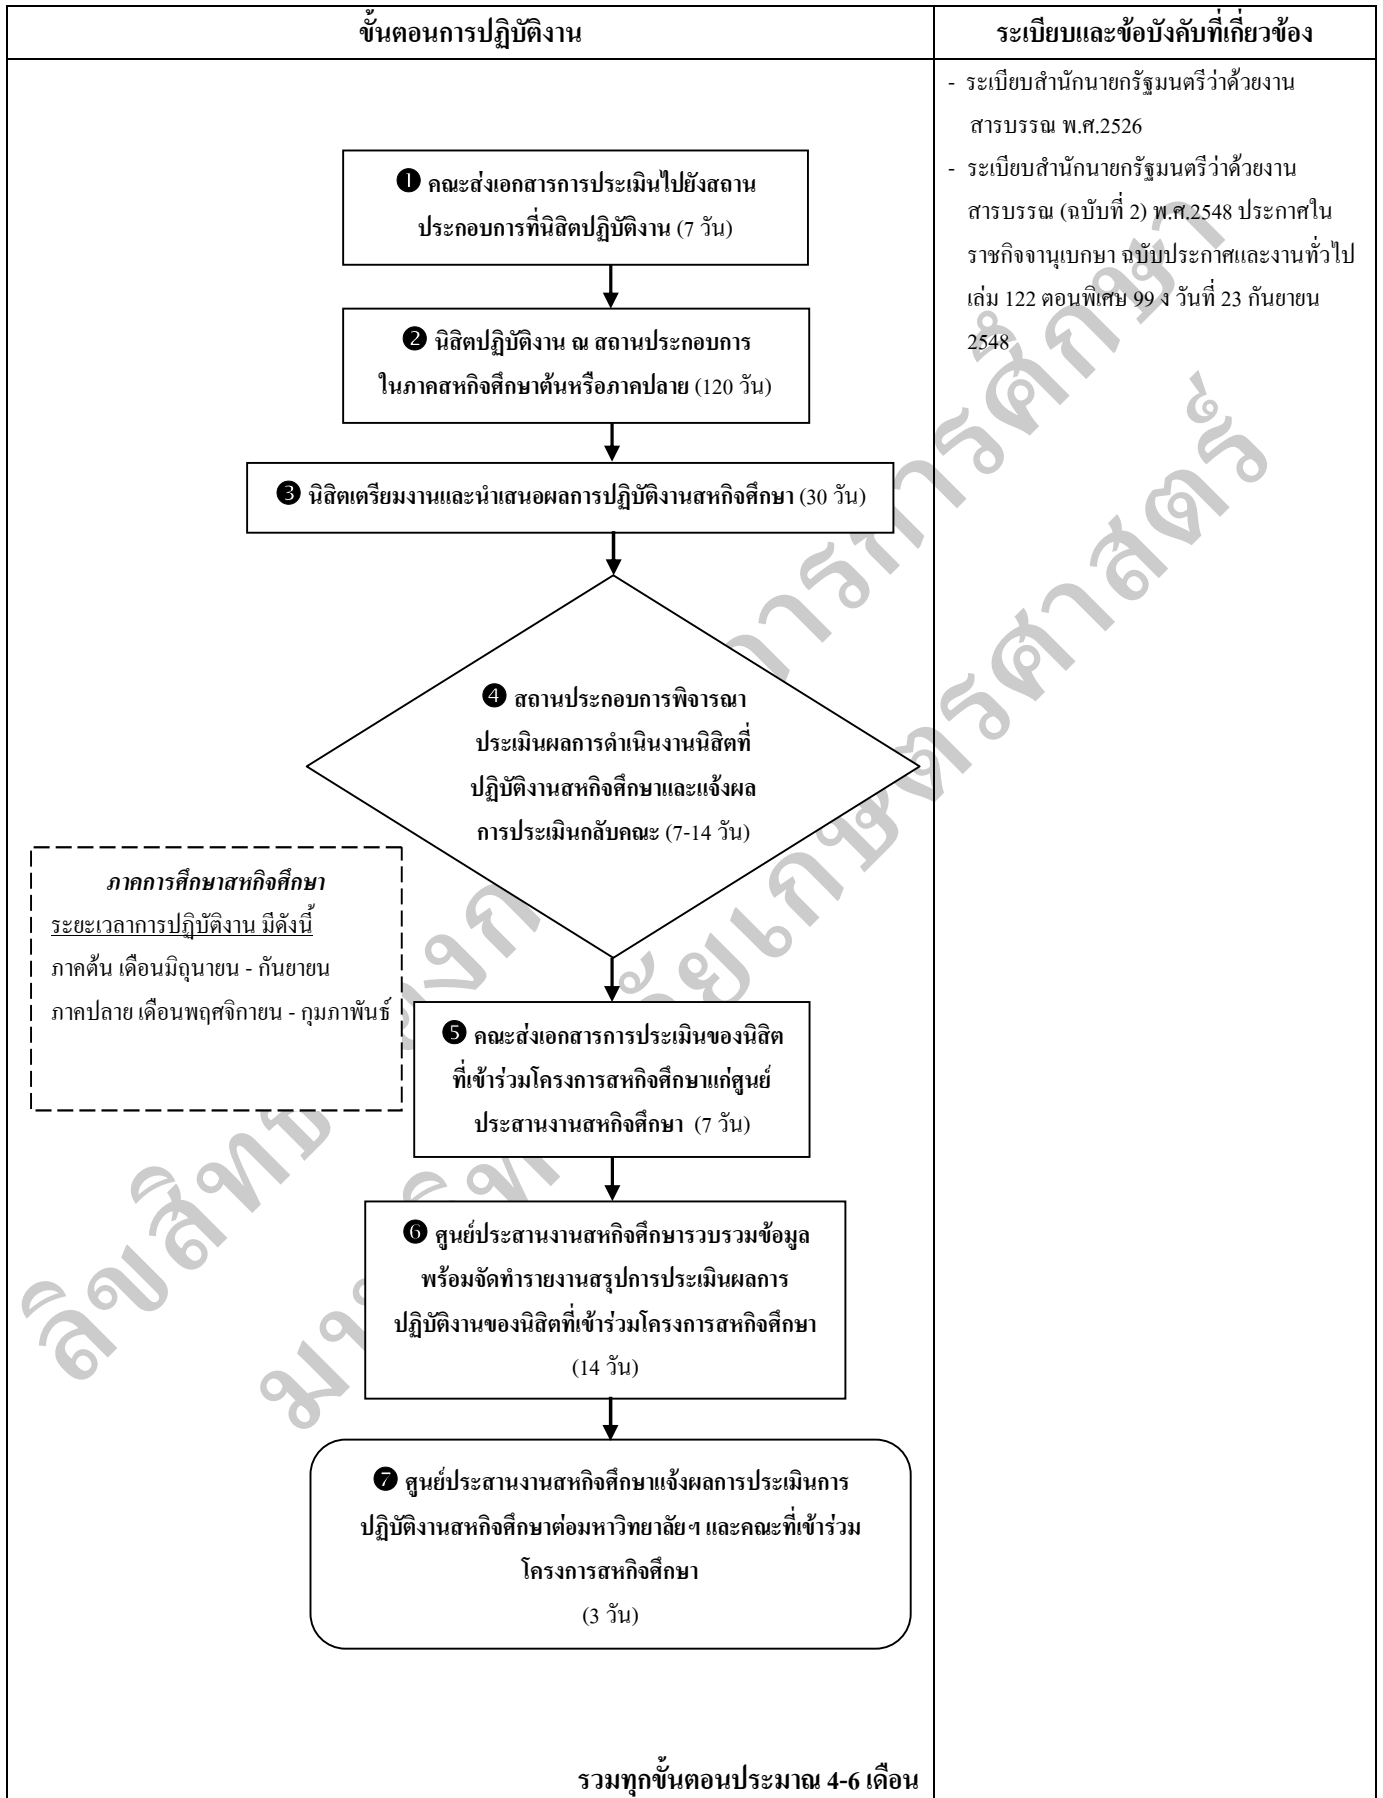 ขั้นตอนการปฏิบัติงาน
ระเบียบและข้อบังคับที่เกี่ยวข้อง
❶ คณะส่งเอกสารการประเมินไปยังสถาน
ประกอบการที่นิสิตปฏิบัติงาน (7 วัน)
❷ นิสิตปฏิบัติงาน ณ สถานประกอบการ
ในภาคสหกิจศึกษาต้นหรือภาคปลาย (120 วัน)
❸ นิสิตเตรียมงานและนำเสนอผลการปฏิบัติงานสหกิจศึกษา (30 วัน)
❹ สถานประกอบการพิจารณา
ประเมินผลการดำเนินงานนิสิตที่
ปฏิบัติงานสหกิจศึกษาและแจ้งผล
การประเมินกลับคณะ (7-14 วัน)
ภาคการศึกษาสหกิจศึกษา
ระยะเวลาการปฏิบัติงาน มีดังนี้
ภาคต้น เดือนมิถุนายน - กันยายน
ภาคปลาย เดือนพฤศจิกายน - กุมภาพันธ์
❺ คณะส่งเอกสารการประเมินของนิสิต
ที่เข้าร่วมโครงการสหกิจศึกษาแก่ศูนย์
ประสานงานสหกิจศึกษา (7 วัน)
❻ ศูนย์ประสานงานสหกิจศึกษารวบรวมข้อมูล
พร้อมจัดทำรายงานสรุปการประเมินผลการ
ปฏิบัติงานของนิสิตที่เข้าร่วมโครงการสหกิจศึกษา
(14 วัน)
❼ ศูนย์ประสานงานสหกิจศึกษาแจ้งผลการประเมินการ
ปฏิบัติงานสหกิจศึกษาต่อมหาวิทยาลัยฯ และคณะที่เข้าร่วม
โครงการสหกิจศึกษา
(3 วัน)
รวมทุกขั้นตอนประมาณ 4-6 เดือน
- ระเบียบสำนักนายกรัฐมนตรีว่าด้วยงาน
สารบรรณ พ.ศ.2526
- ระเบียบสำนักนายกรัฐมนตรีว่าด้วยงาน
สารบรรณ (ฉบับที่ 2) พ.ศ.2548 ประกาศใน
ราชกิจจานุเบกษา ฉบับประกาศและงานทั่วไป
เล่ม 122 ตอนพิเศษ 99 ง วันที่ 23 กันยายน
2548